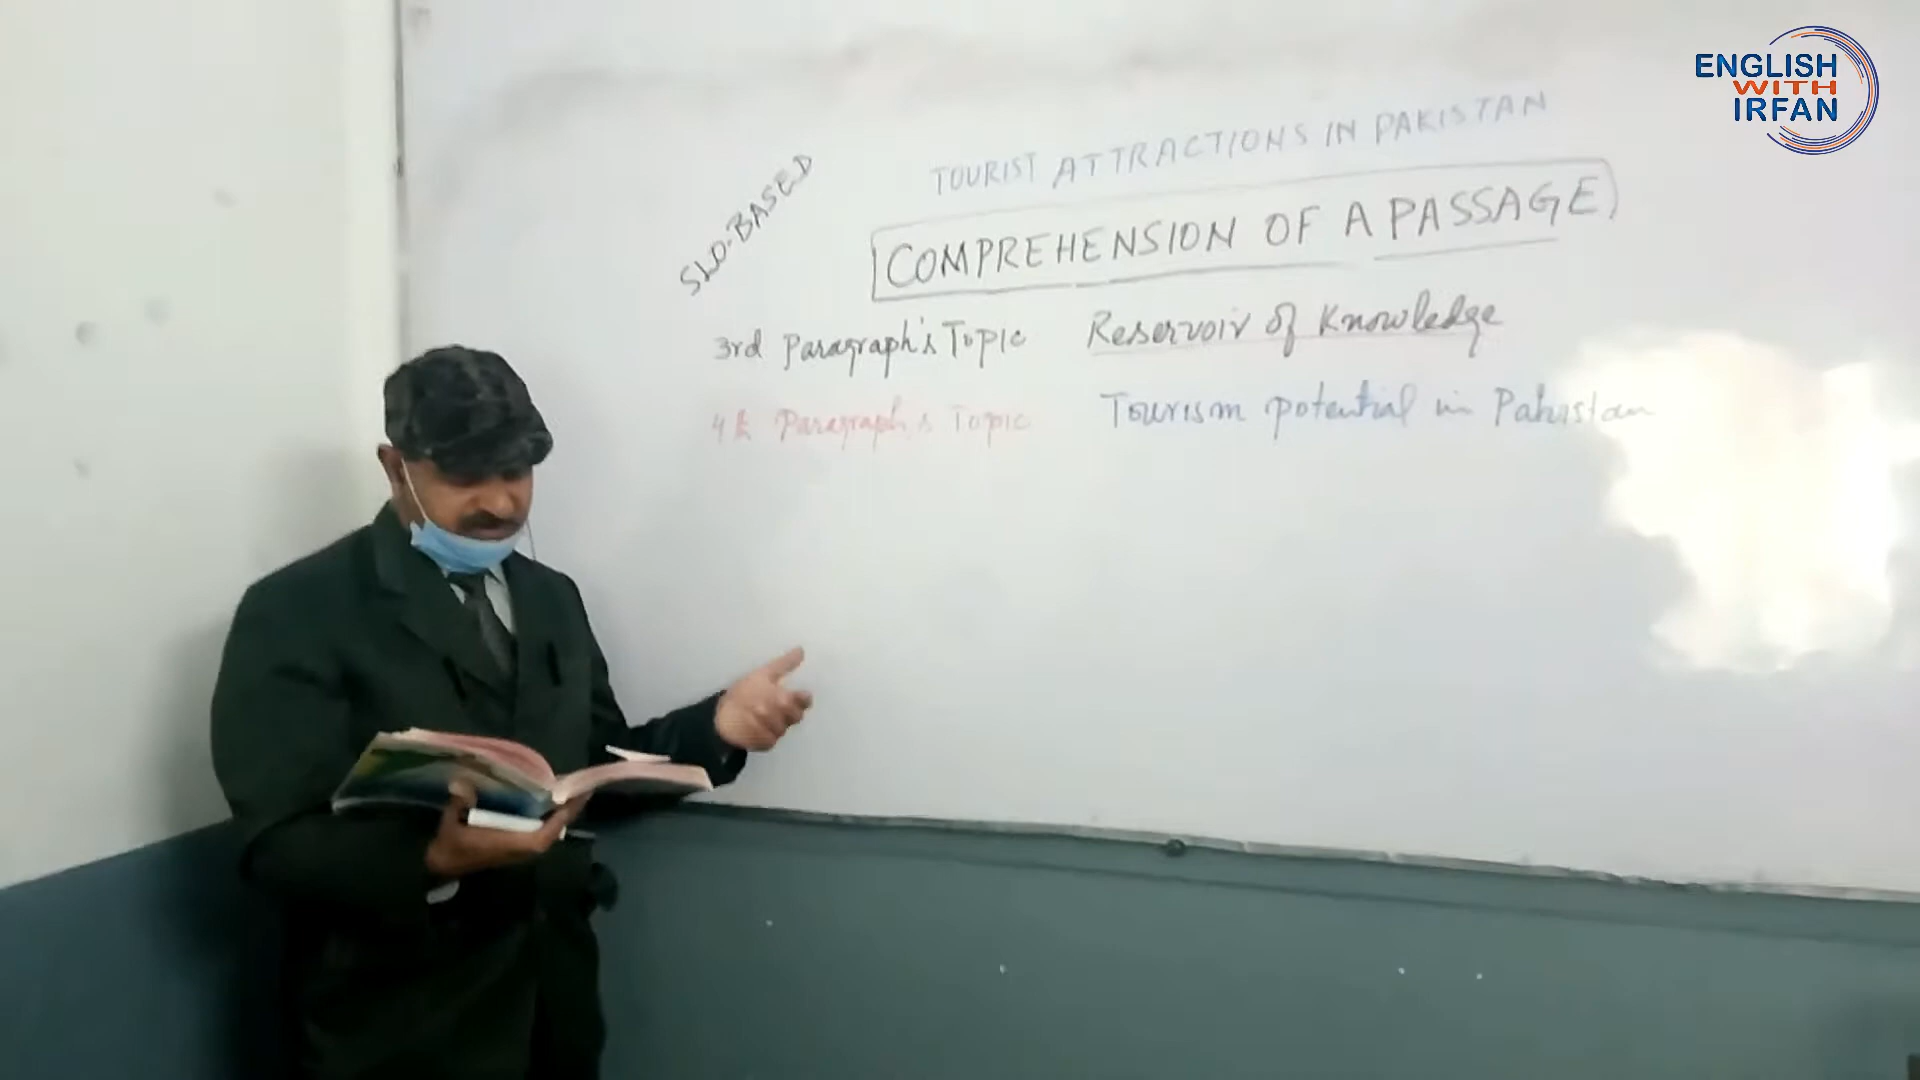 ENGLISH
WITH
IRFAN
TOURIST ATTRACTIONS IN PAKISTAN
SLO-BASED
COMPREHENSION OF A PASSAGE
3rd Paragraph's Topic Reservoir of Knowledge
4th Paragraph's Topic Tourism potential in Pakistan